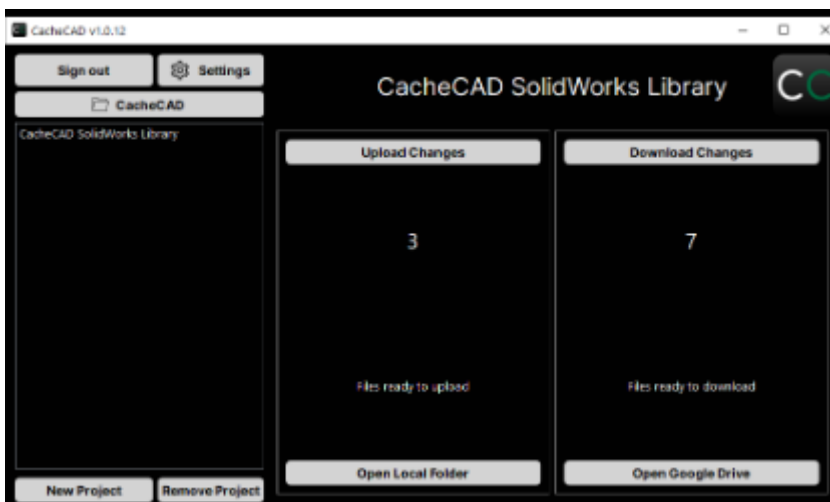 CacheCAD v1.0.12
Sign out
Settings
CacheCAD
CacheCAD SolidWorks Library
New Project
Remove Project
CacheCAD SolidWorks Library
CC
Upload Changes
3
Files ready to upload
Open Local Folder
Download Changes
7
Files ready to download
Open Google Drive